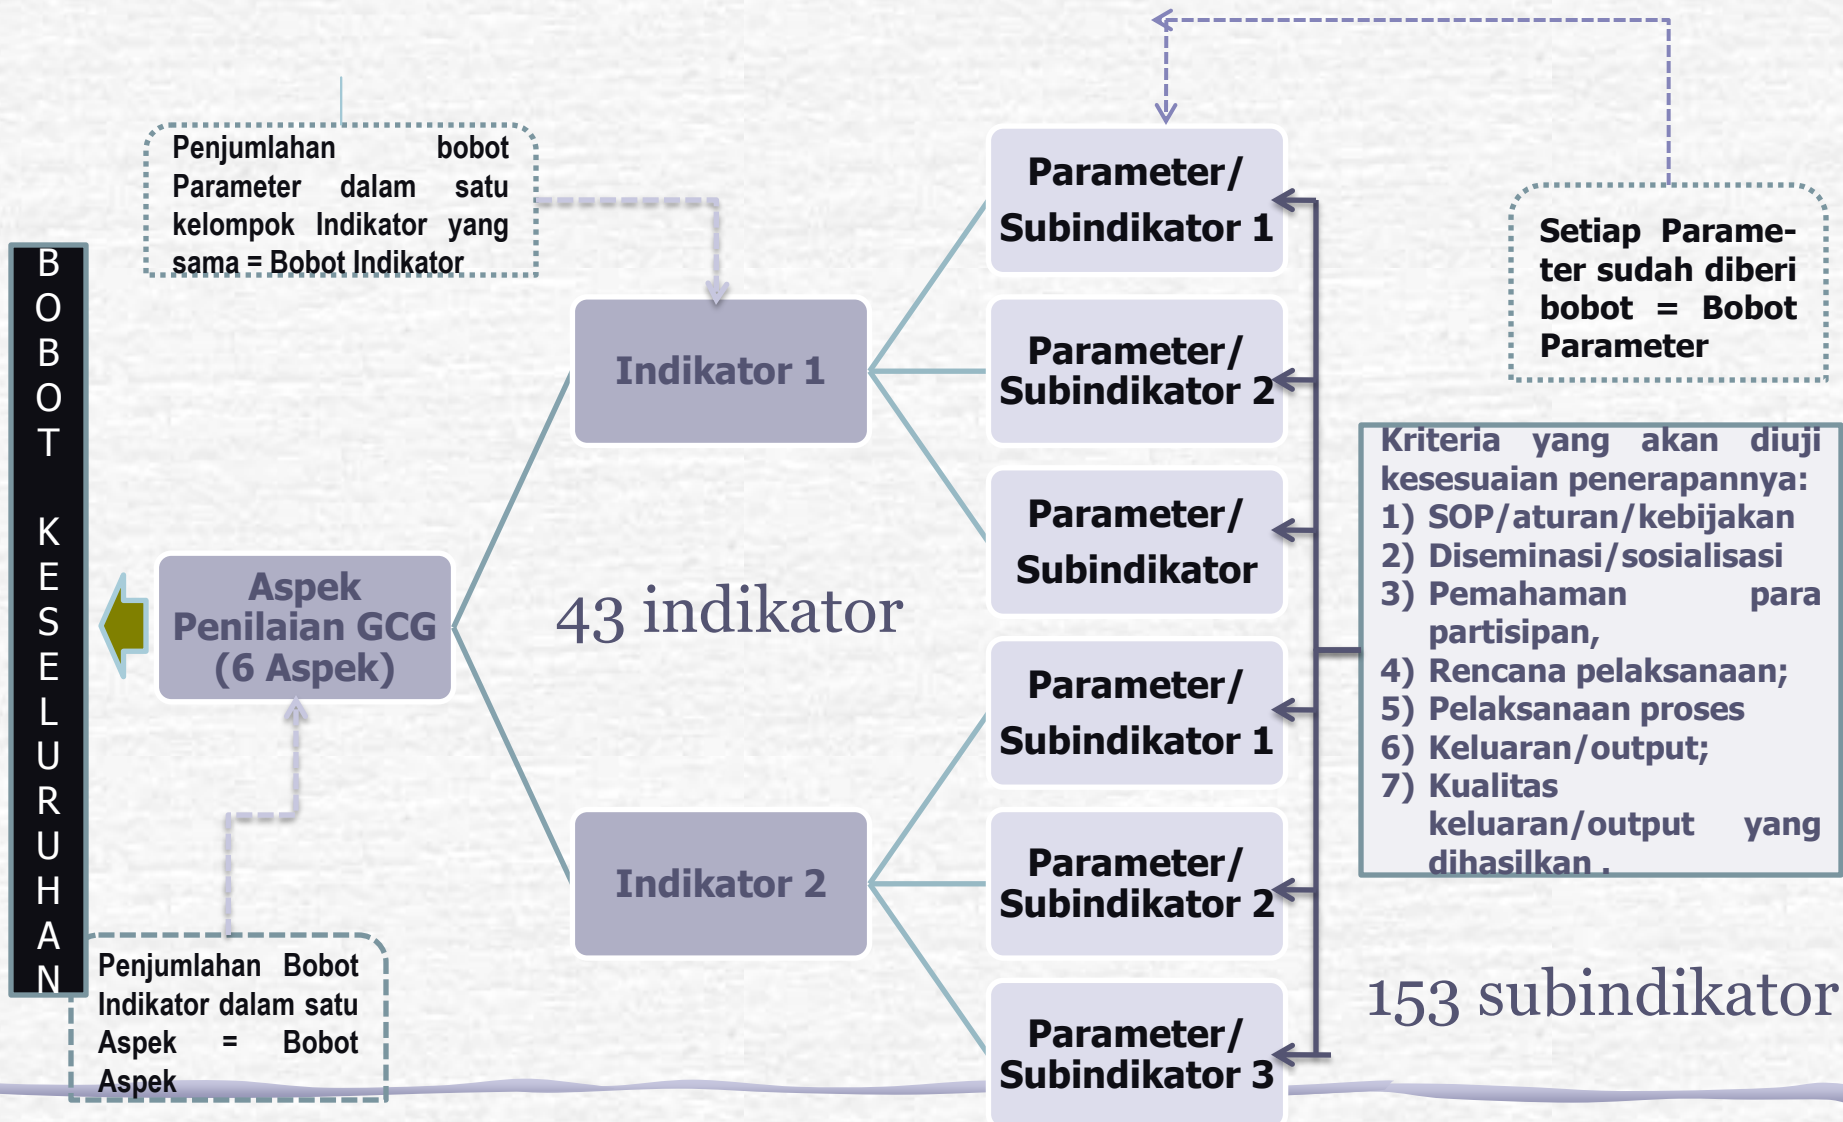 BOBOT KESELURUHAN
Penjumlahan bobot
Parameter dalam satu
kelompok Indikator yang
sama = Bobot Indikator
Aspek
Penilaian GCG
(6 Aspek)
Penjumlahan Bobot
Indikator dalam satu
Aspek = Bobot
Aspek
Indikator 1
43 indikator
Indikator 2
Parameter/
Subindikator 1
Parameter/
Subindikator 2
Parameter/
Subindikator
Parameter/
Subindikator 1
Parameter/
Subindikator 2
Parameter/
Subindikator 3
Setiap Parame-
ter sudah diberi
bobot = Bobot
Parameter
Kriteria yang akan diuji
kesesuaian penerapannya:
1) SOP/aturan/kebijakan
2) Diseminasi/sosialisasi
3) Pemahaman para
partisipan,
4) Rencana pelaksanaan;
5) Pelaksanaan proses
6) Keluaran/output;
7) Kualitas
keluaran/output yang
dihasilkan .
153 subindikator